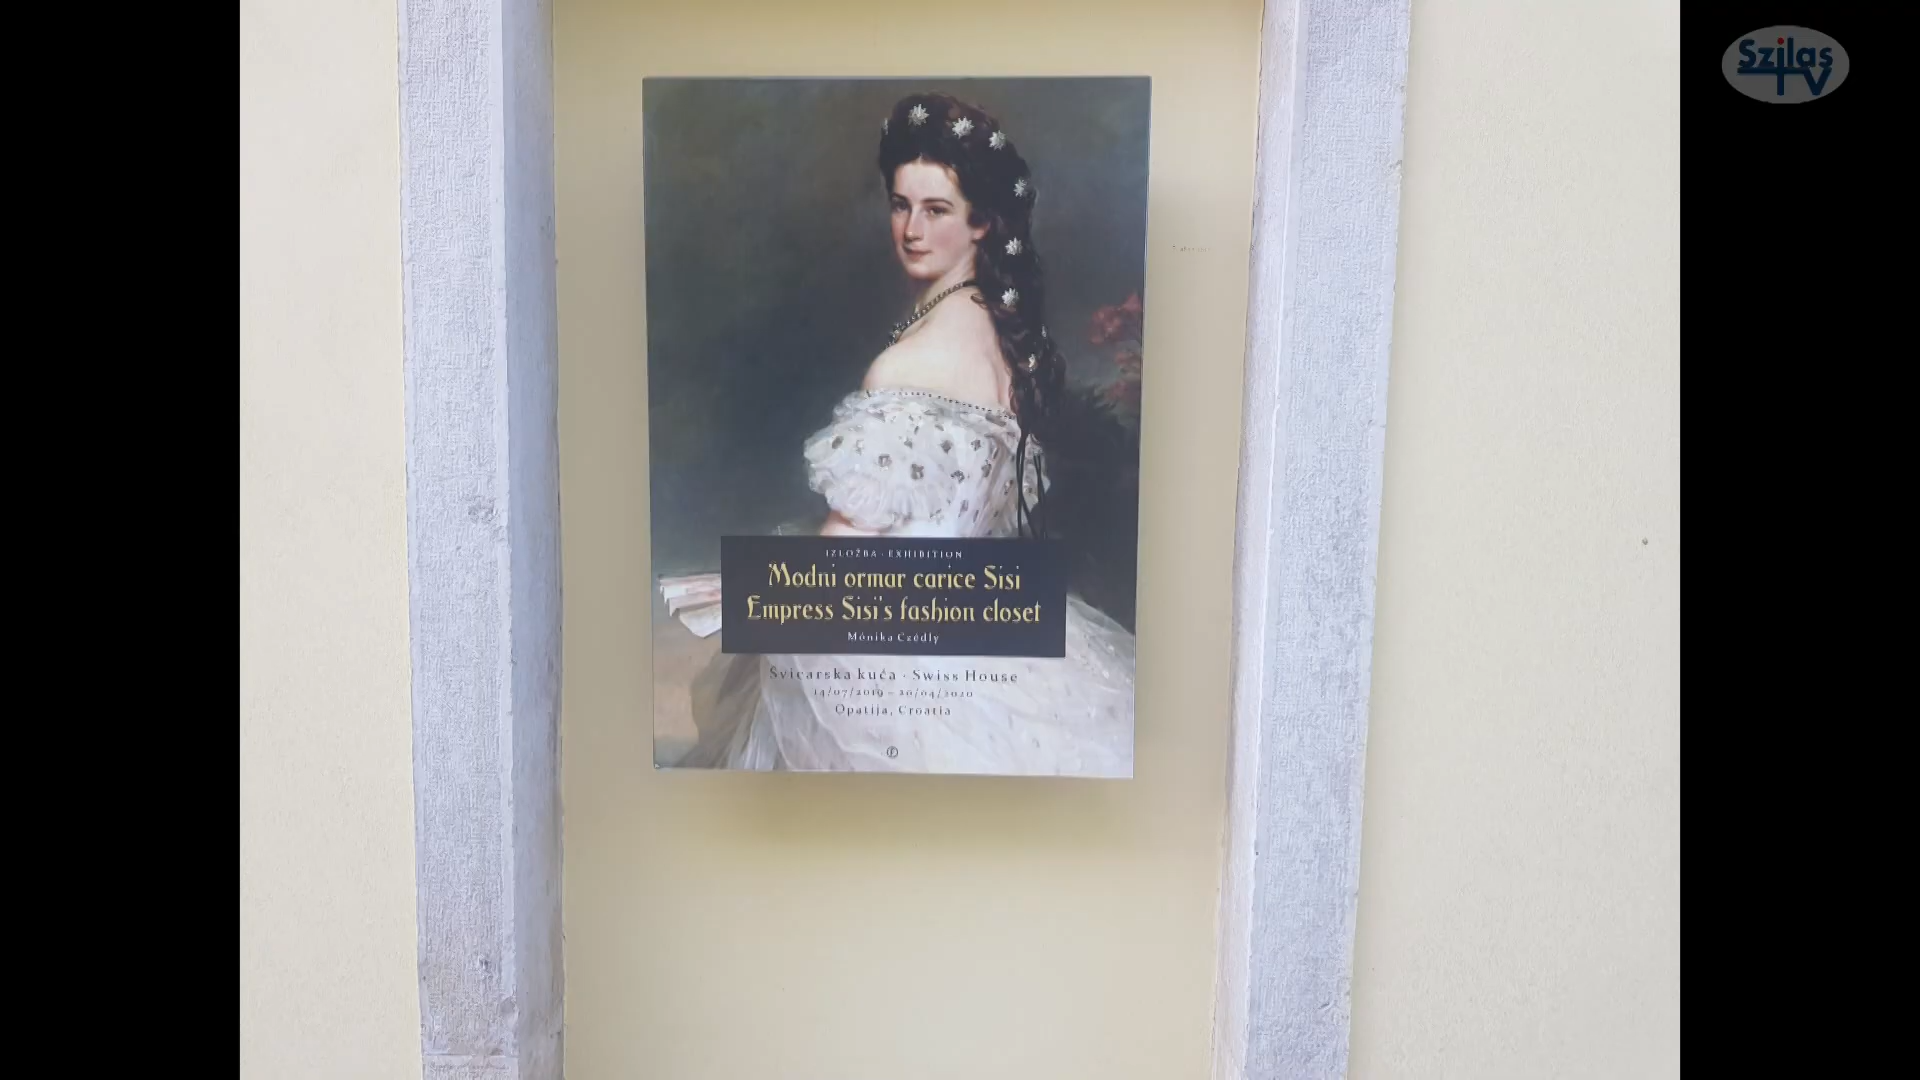 Szilas
TV
IZLOŽBA · EXHIBITION
Modni ormar carice Sisi
Empress Sisi's fashion closet
Mónika Czédly
Švicarska kuća · Swiss House
14/07/2019 – 20/04/2020
Opatija, Croatia